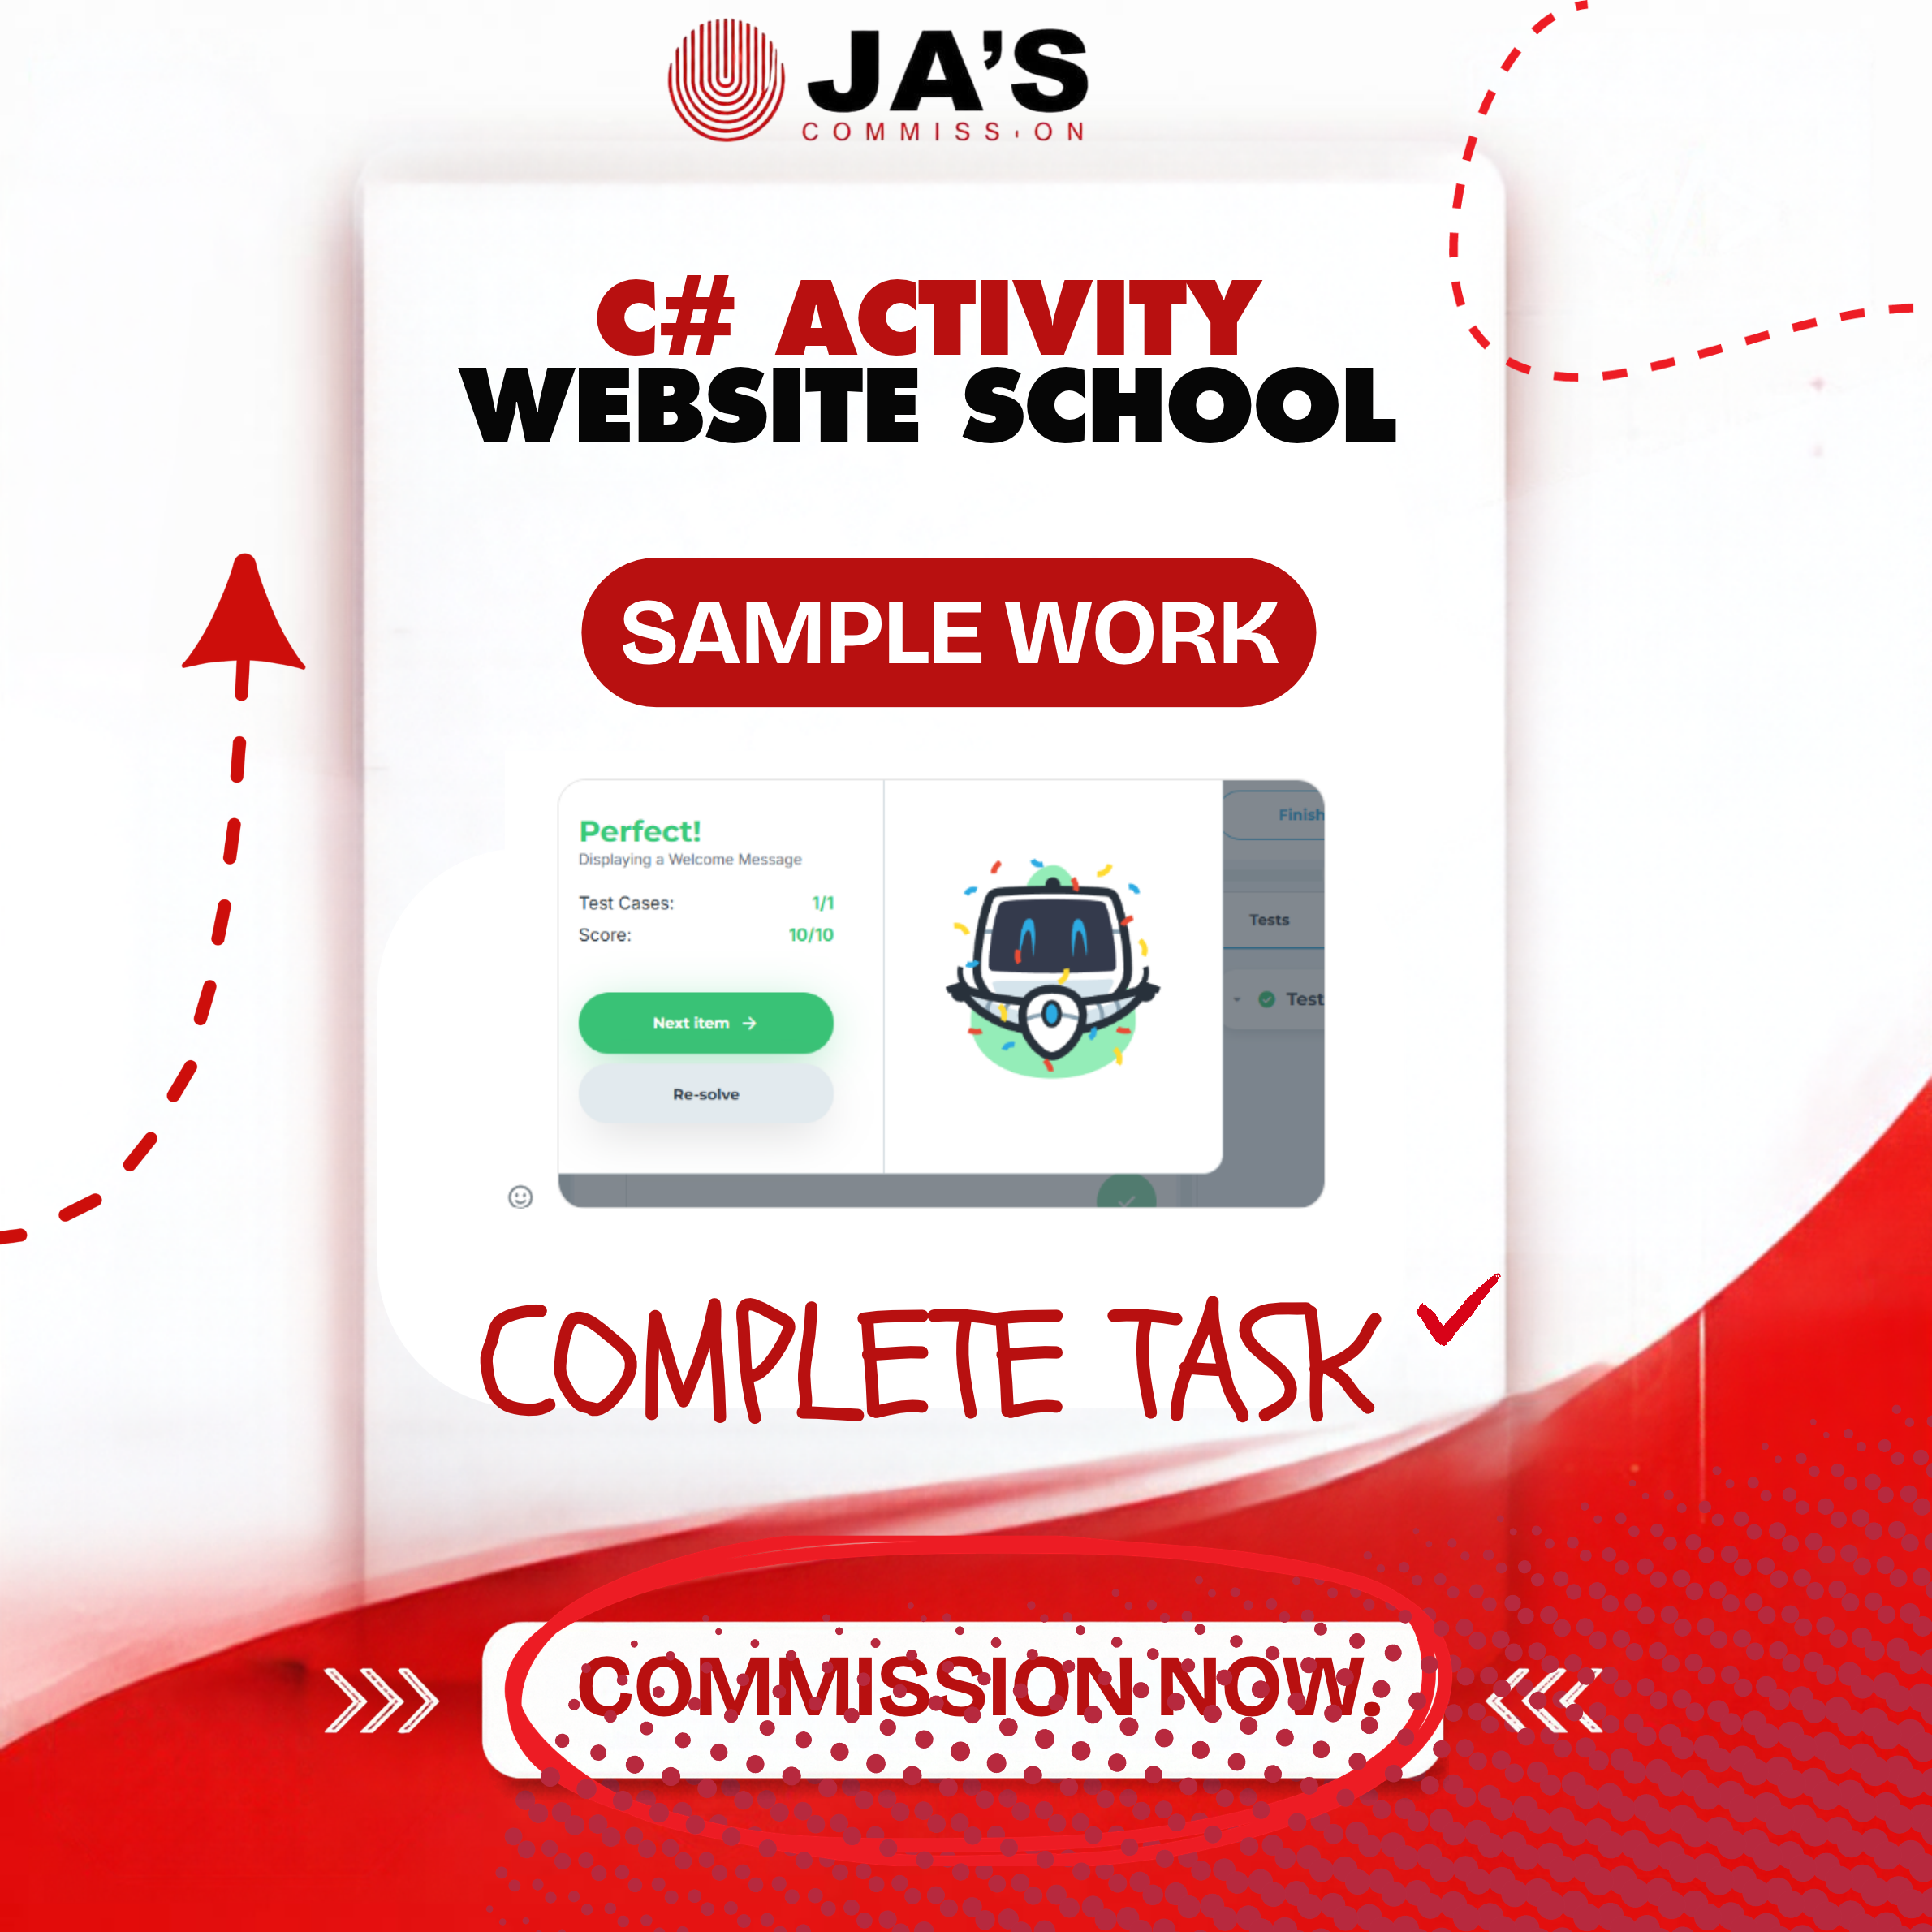 JA'S
COMMISSION
C# ACTIVITY
WEBSITE SCHOOL
SAMPLE WORK
Perfect!
Displaying a Welcome Message
Test Cases: 1/1
Score: 10/10
Next item →
Re-solve
Finish
Tests
Test
COMPLETE TASK
COMMISSION NOW.